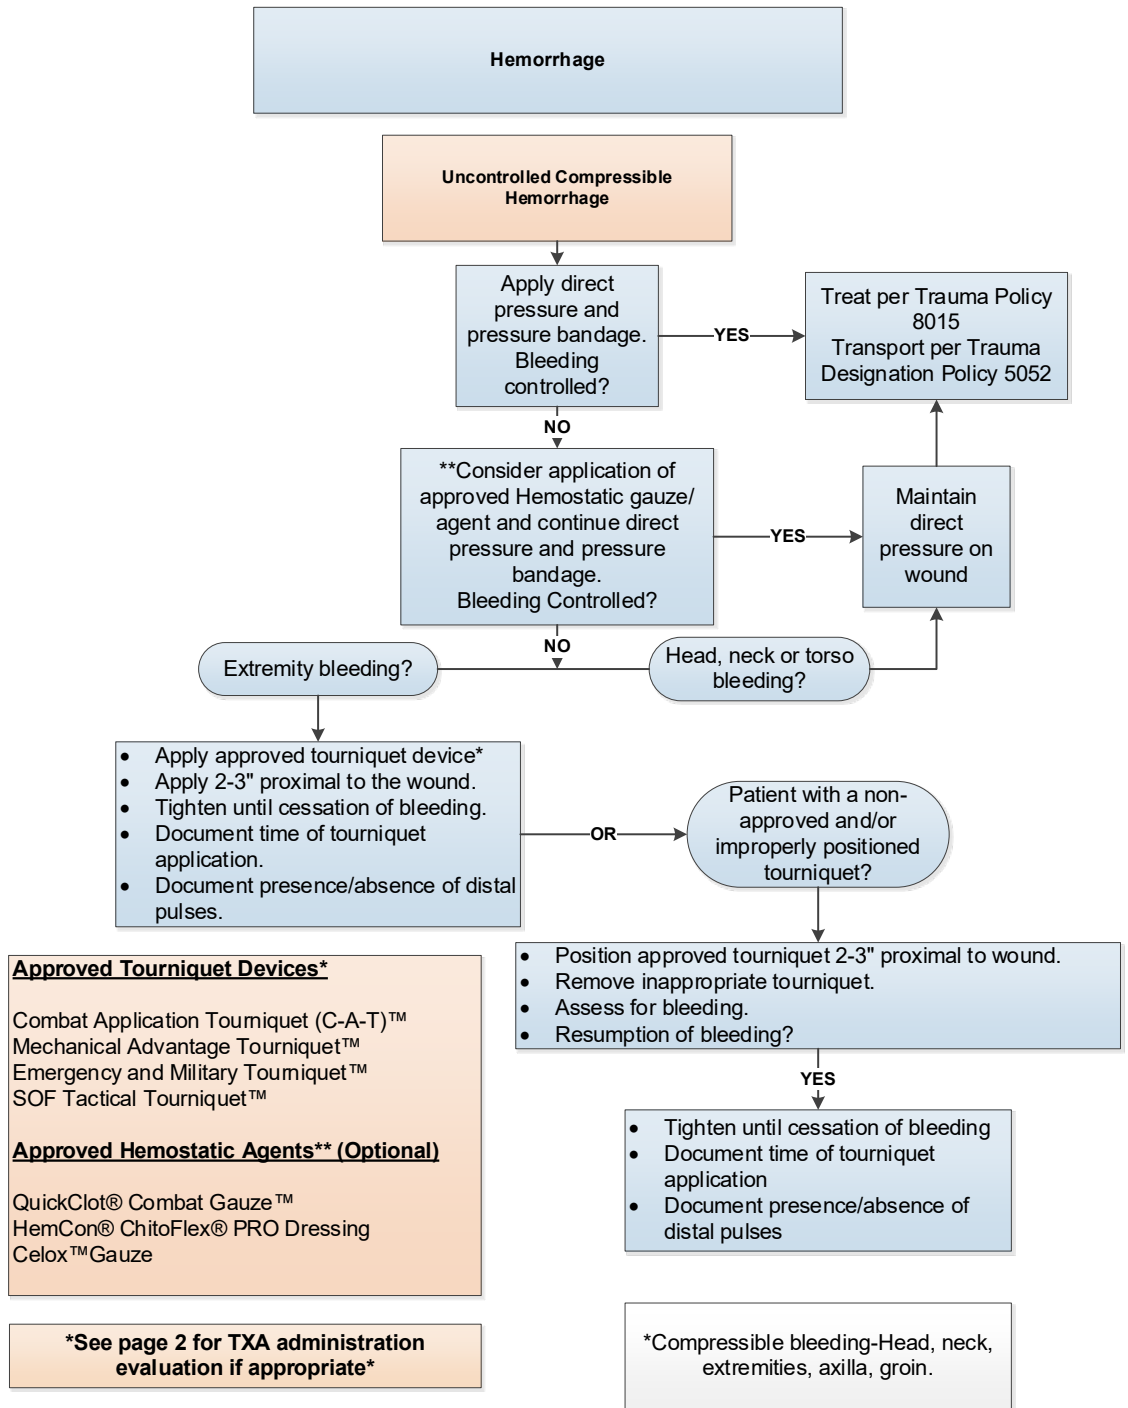 Hemorrhage
Uncontrolled Compressible
Hemorrhage
Apply direct
pressure and
pressure bandage.
Bleeding
controlled?
YES
Treat per Trauma Policy
8015
Transport per Trauma
Designation Policy 5052
NO
**Consider application of
approved Hemostatic gauze/
agent and continue direct
pressure and pressure
bandage.
Bleeding Controlled?
YES
Maintain
direct
pressure on
wound
NO
Extremity bleeding?
Head, neck or torso
bleeding?
• Apply approved tourniquet device*
• Apply 2-3" proximal to the wound.
• Tighten until cessation of bleeding.
• Document time of tourniquet
application.
• Document presence/absence of distal
pulses.
OR
Patient with a non-
approved and/or
improperly positioned
tourniquet?
• Position approved tourniquet 2-3" proximal to wound.
• Remove inappropriate tourniquet.
• Assess for bleeding.
• Resumption of bleeding?
YES
• Tighten until cessation of bleeding
• Document time of tourniquet
application
• Document presence/absence of
distal pulses
Approved Tourniquet Devices*
Combat Application Tourniquet (C-A-T)™
Mechanical Advantage Tourniquet™
Emergency and Military Tourniquet™
SOF Tactical Tourniquet™
Approved Hemostatic Agents** (Optional)
QuickClot® Combat Gauze™
HemCon® ChitoFlex® PRO Dressing
Celox™Gauze
*See page 2 for TXA administration
evaluation if appropriate*
*Compressible bleeding-Head, neck,
extremities, axilla, groin.